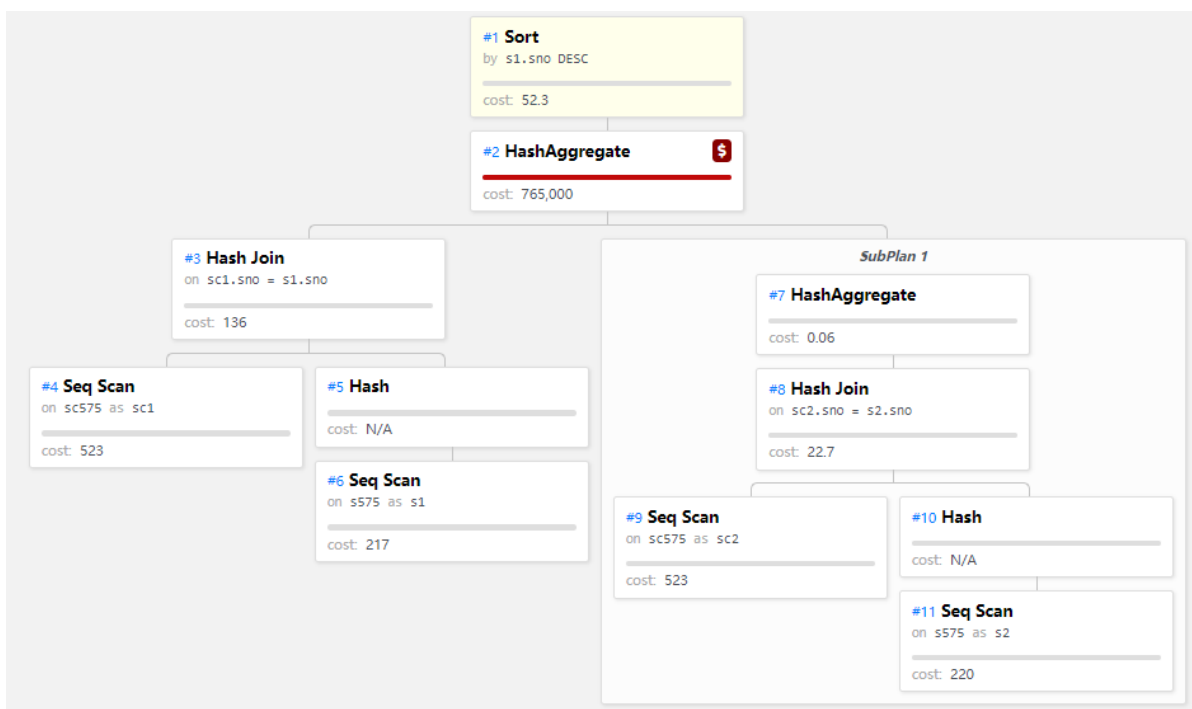 #1 Sort
by s1.sno DESC
cost: 52.3
#2 HashAggregate $
cost: 765,000
#3 Hash Join
on sc1.sno = s1.sno
cost: 136
#4 Seq Scan
on sc575 as sc1
cost: 523
#5 Hash
cost: N/A
#6 Seq Scan
on s575 as s1
cost: 217
SubPlan 1
#7 HashAggregate
cost: 0.06
#8 Hash Join
on sc2.sno = s2.sno
cost: 22.7
#9 Seq Scan
on sc575 as sc2
cost: 523
#10 Hash
cost: N/A
#11 Seq Scan
on s575 as s2
cost: 220